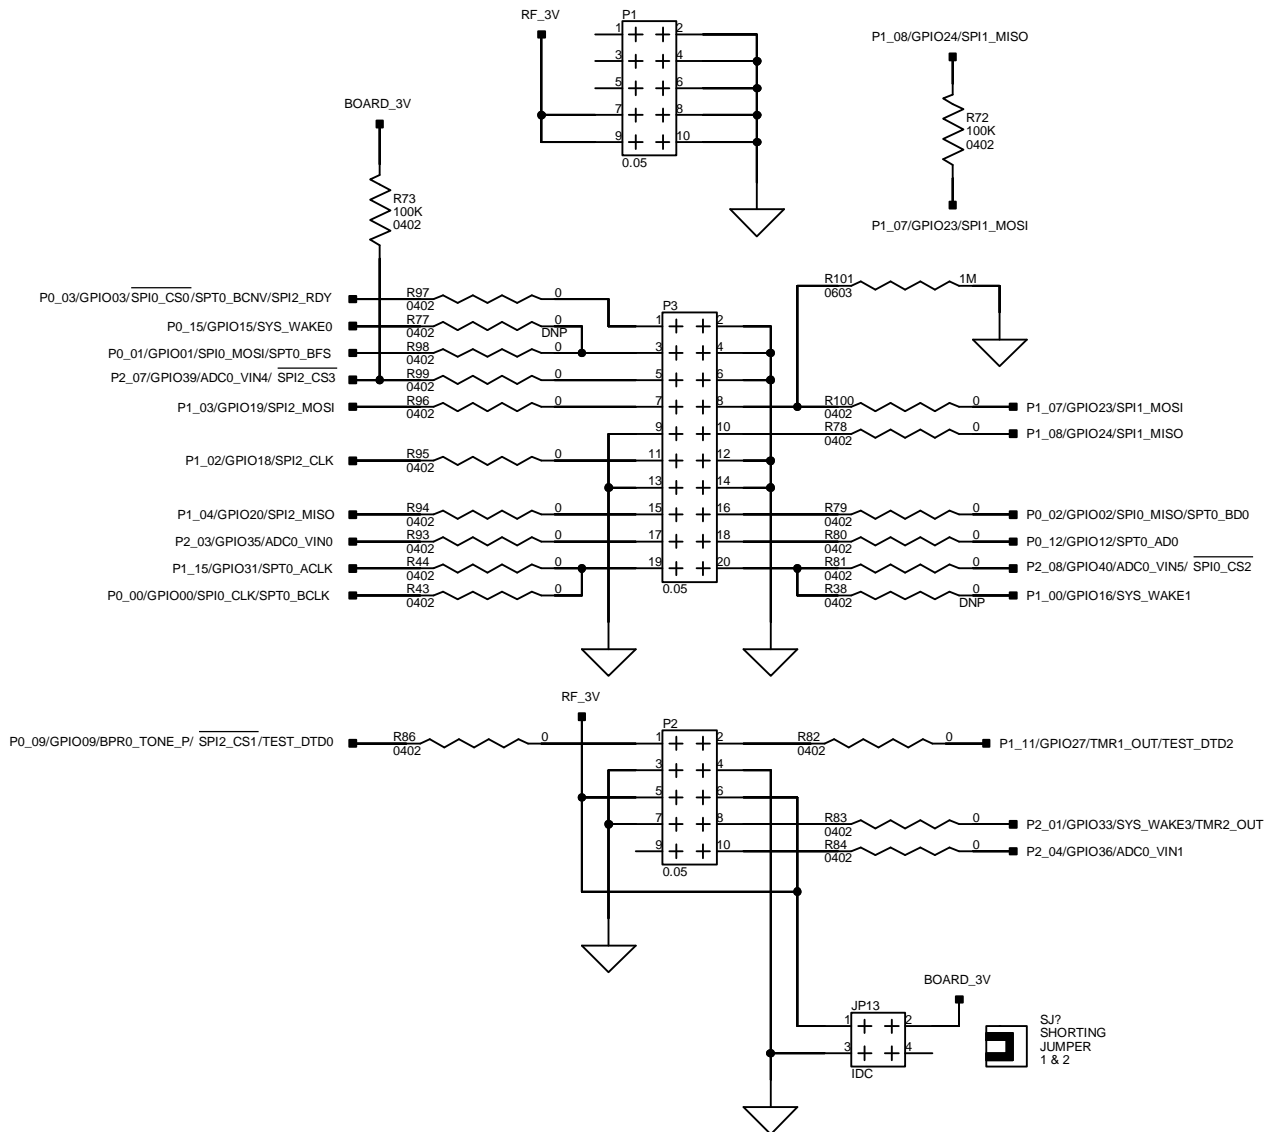 RF_3V
P1
1 2
3 4
5 6
7 8
9 10
0.05
P1_08/GPIO24/SPI1_MISO
R72
100K
0402
P1_07/GPIO23/SPI1_MOSI
BOARD_3V
R73
100K
0402
R101 1M
0603
P0_03/GPIO03/SPI0_CS0/SPT0_BCNV/SPI2_RDY R97 0
0402
P0_15/GPIO15/SYS_WAKE0 R77 0
0402 DNP
P0_01/GPIO01/SPI0_MOSI/SPT0_BFS R98 0
0402
P2_07/GPIO39/ADC0_VIN4/ SPI2_CS3 R99 0
0402
P1_03/GPIO19/SPI2_MOSI R96 0
0402
P1_02/GPIO18/SPI2_CLK R95 0
0402
P1_04/GPIO20/SPI2_MISO R94 0
0402
P2_03/GPIO35/ADC0_VIN0 R93 0
0402
P1_15/GPIO31/SPT0_ACLK R44 0
0402
P0_00/GPIO00/SPI0_CLK/SPT0_BCLK R43 0
0402
P3
1 2
3 4
5 6
7 8
9 10
11 12
13 14
15 16
17 18
19 20
0.05
R100 0 P1_07/GPIO23/SPI1_MOSI
0402
R78 0 P1_08/GPIO24/SPI1_MISO
0402
R79 0 P0_02/GPIO02/SPI0_MISO/SPT0_BD0
0402
R80 0 P0_12/GPIO12/SPT0_AD0
0402
R81 0 P2_08/GPIO40/ADC0_VIN5/ SPI0_CS2
0402
R38 0 P1_00/GPIO16/SYS_WAKE1
0402 DNP
RF_3V
P0_09/GPIO09/BPR0_TONE_P/ SPI2_CS1/TEST_DTD0 R86 0
0402
P2
1 2
3 4
5 6
7 8
9 10
0.05
R82 0 P1_11/GPIO27/TMR1_OUT/TEST_DTD2
0402
R83 0 P2_01/GPIO33/SYS_WAKE3/TMR2_OUT
0402
R84 0 P2_04/GPIO36/ADC0_VIN1
0402
BOARD_3V
JP13
1 2
3 4
IDC
SJ?
SHORTING
JUMPER
1 & 2